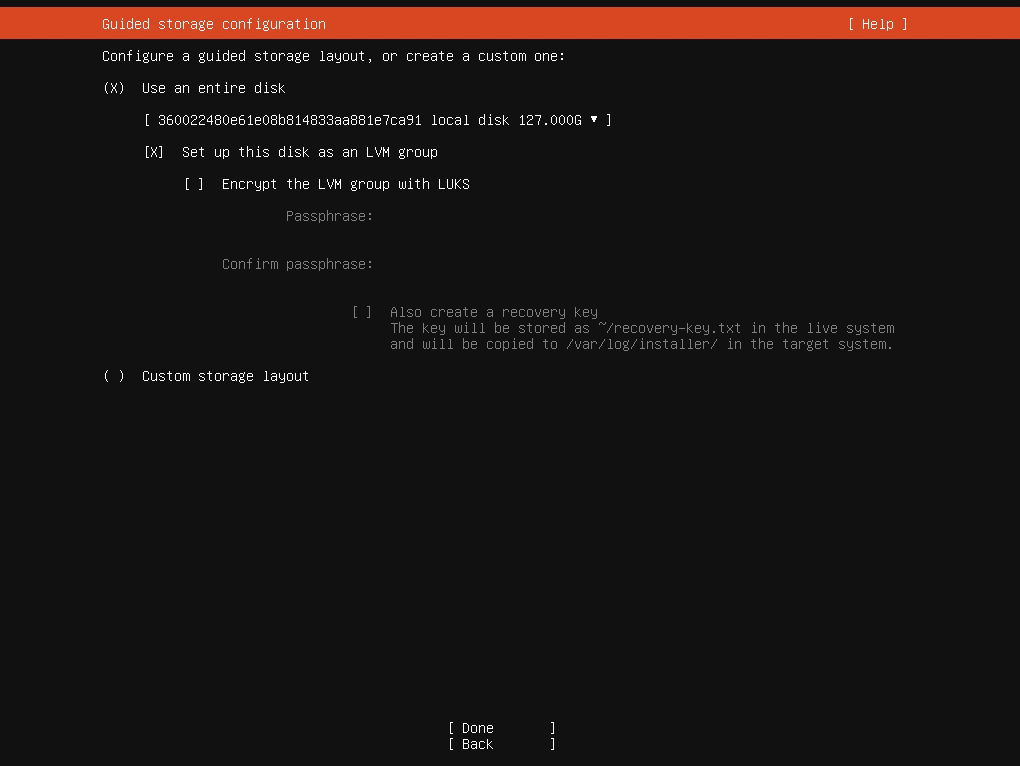 Guided storage configuration [ Help ]
Configure a guided storage layout, or create a custom one:
(X) Use an entire disk
[ 360022480e61e08b814833aa881e7ca91 local disk 127.000G ▾ ]
[X] Set up this disk as an LVM group
[ ] Encrypt the LVM group with LUKS
Passphrase:
Confirm passphrase:
[ ] Also create a recovery key
The key will be stored as ~/recovery-key.txt in the live system
and will be copied to /var/log/installer/ in the target system.
( ) Custom storage layout
[ Done ]
[ Back ]